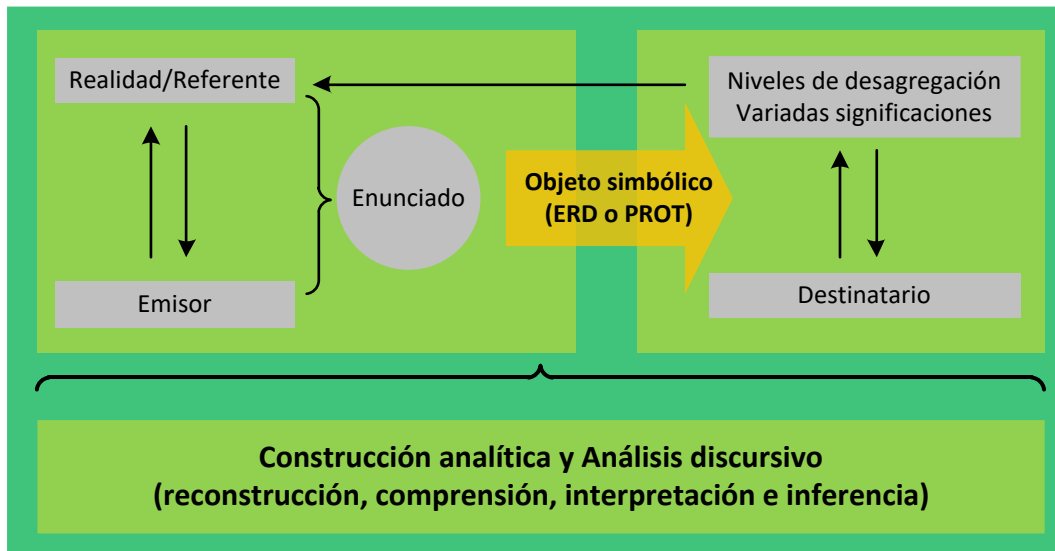 Realidad/Referente
Emisor
Enunciado
Objeto simbólico
(ERD o PROT)
Niveles de desagregación
Variadas significaciones
Destinatario
Construcción analítica y Análisis discursivo
(reconstrucción, comprensión, interpretación e inferencia)